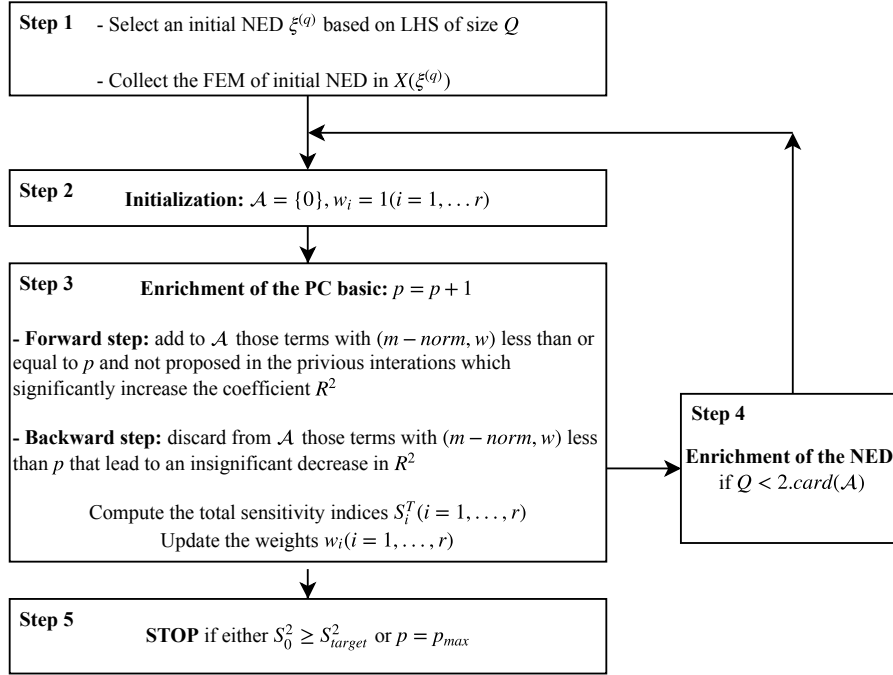 Step 1 - Select an initial NED ξ^(q) based on LHS of size Q
- Collect the FEM of initial NED in X(ξ^(q))
Step 2
Initialization: 𝒜 = {0}, w_i = 1(i = 1, … r)
Step 3
Enrichment of the PC basic: p = p + 1
- Forward step: add to 𝒜 those terms with (m − norm, w) less than or
equal to p and not proposed in the privious interations which
significantly increase the coefficient R^2
- Backward step: discard from 𝒜 those terms with (m − norm, w) less
than p that lead to an insignificant decrease in R^2
Compute the total sensitivity indices S_i^T(i = 1, …, r)
Update the weights w_i(i = 1, …, r)
Step 4
Enrichment of the NED
if Q < 2.card(𝒜)
Step 5
STOP if either S_0^2 ≥ S_target^2 or p = p_max